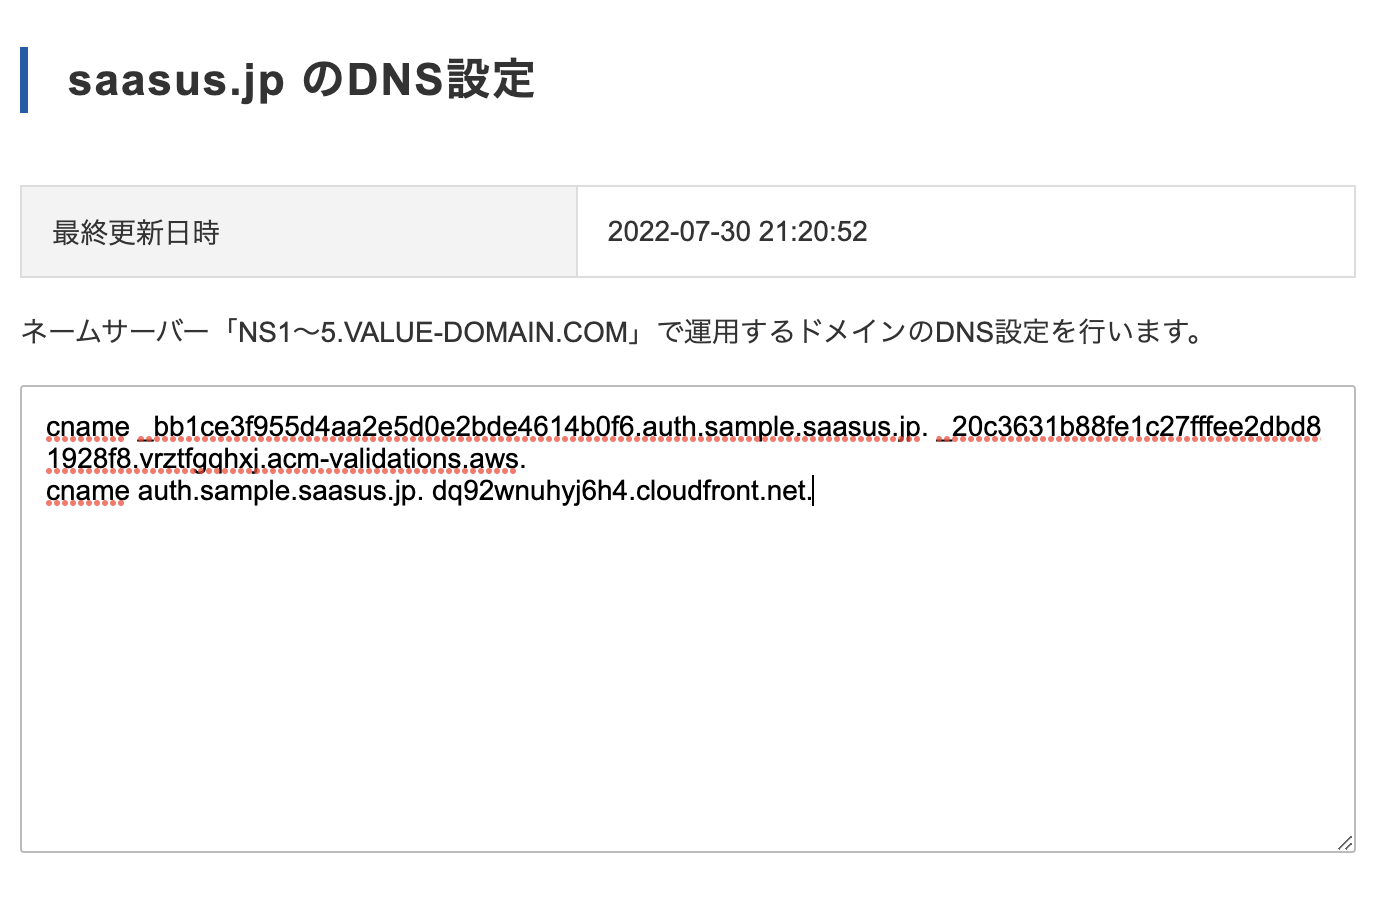 saasus.jp のDNS設定
最終更新日時
2022-07-30 21:20:52
ネームサーバー「NS1〜5.VALUE-DOMAIN.COM」で運用するドメインのDNS設定を行います。
cname _bb1ce3f955d4aa2e5d0e2bde4614b0f6.auth.sample.saasus.jp. _20c3631b88fe1c27fffee2dbd8
1928f8.vrztfgqhxj.acm-validations.aws.
cname auth.sample.saasus.jp. dq92wnuhyj6h4.cloudfront.net.